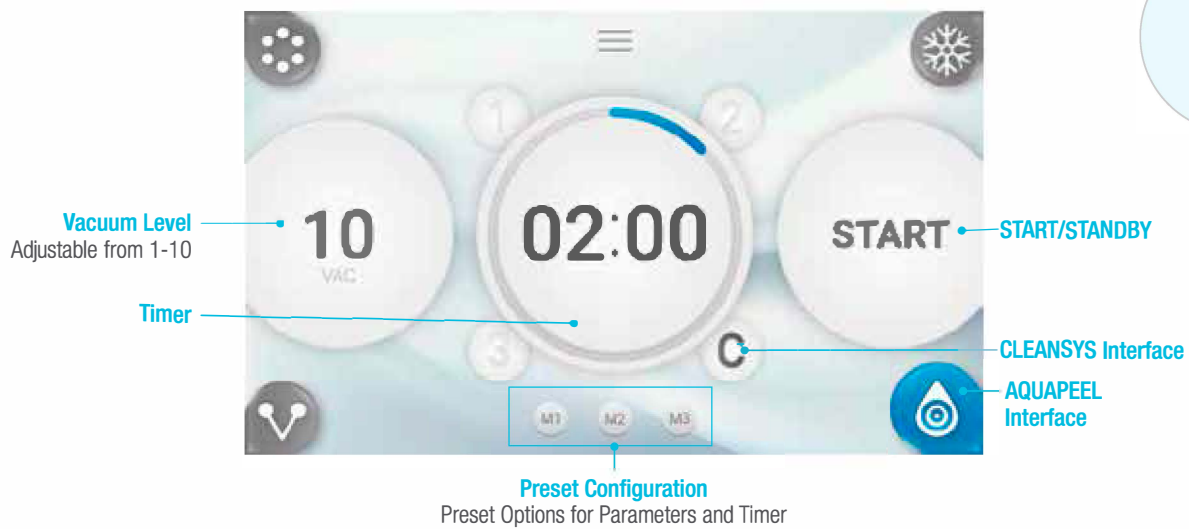 1
2
Vacuum Level
Adjustable from 1-10
10
VAC
02:00
START
START/STANDBY
Timer
3
C
CLEANSYS Interface
AQUAPEEL
Interface
M1
M2
M3
Preset Configuration
Preset Options for Parameters and Timer